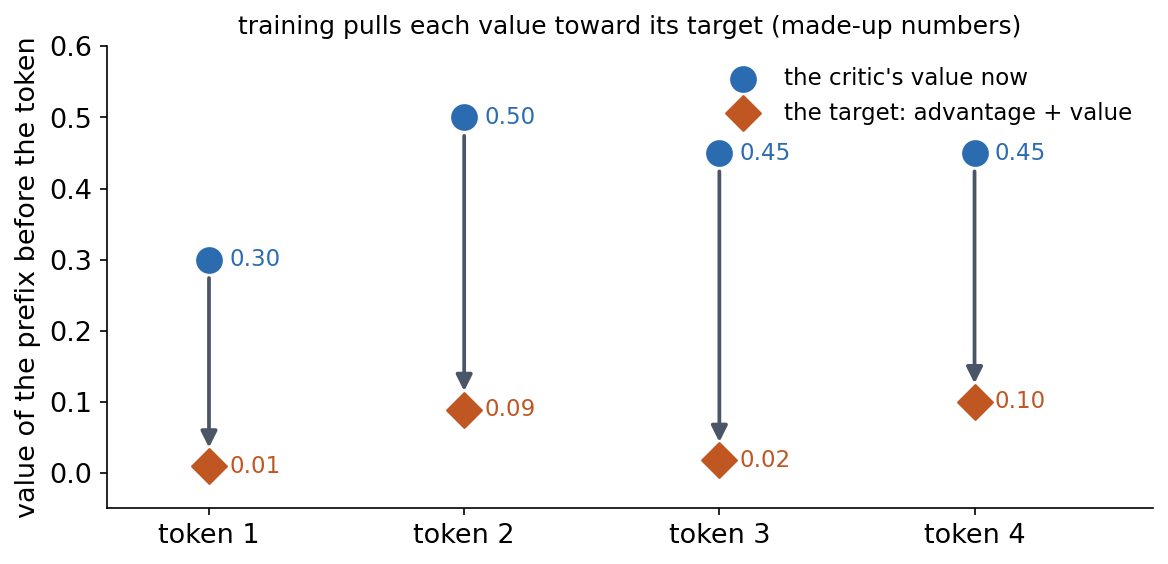 training pulls each value toward its target (made-up numbers)
value of the prefix before the token
0.6
0.5
0.4
0.3
0.2
0.1
0.0
the critic's value now
the target: advantage + value
0.30
0.50
0.45
0.45
0.01
0.09
0.02
0.10
token 1
token 2
token 3
token 4